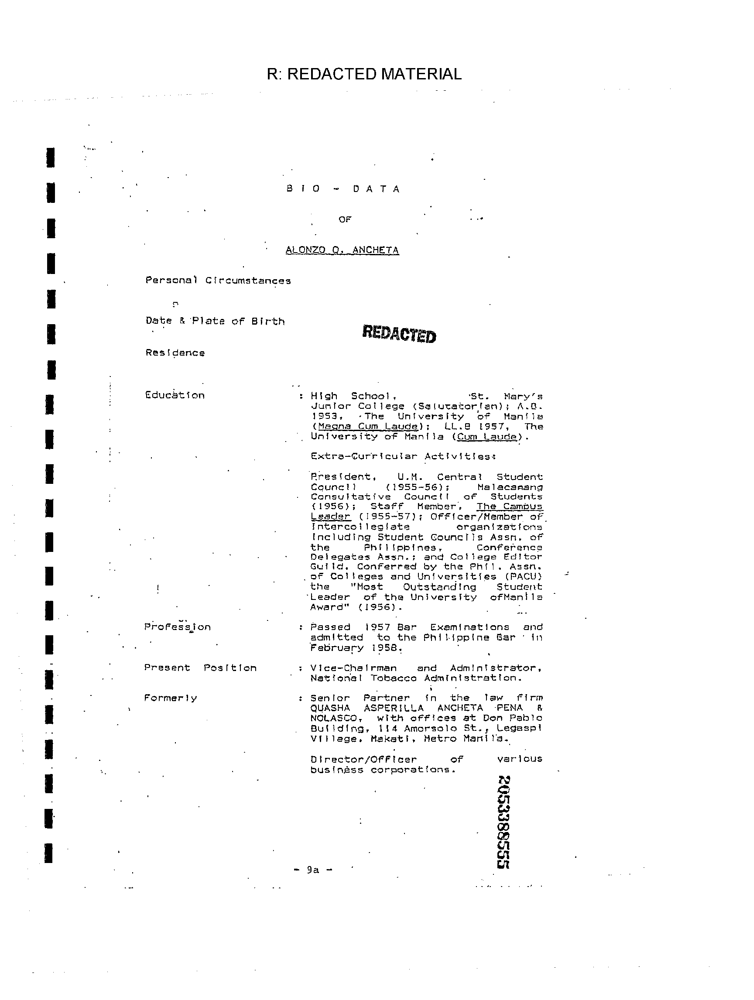 R: REDACTED MATERIAL
B I O - D A T A
OF
ALONZO Q. ANCHETA
Personal Circumstances
Date & Plate of Birth
REDACTED
Residence
Education : High School, St. Mary's
Junior College (Salutatorian); A.B.
1953, The University of Manila
(Magna Cum Laude); LL.B 1957, The
University of Manila (Cum Laude).
Extra-Curricular Activities:
President, U.M. Central Student
Council (1955-56); Malacanang
Consultative Council of Students
(1956); Staff Member, The Campus
Leader (1955-57); Officer/Member of
intercollegiate organizations
including Student Councils Assn. of
the Philippines, Conference
Delegates Assn.; and College Editor
Guild. Conferred by the Phil. Assn.
of Colleges and Universities (PACU)
the "Most Outstanding Student
Leader of the University ofManila
Award" (1956).
Profession : Passed 1957 Bar Examinations and
admitted to the Philippine Bar in
February 1958.
Present Position : Vice-Chairman and Administrator,
National Tobacco Administration.
Formerly : Senior Partner in the law firm
QUASHA ASPERILLA ANCHETA PENA &
NOLASCO, with offices at Don Pablo
Building, 114 Amorsolo St., Legaspi
Village, Makati, Metro Manila.
Director/Officer of various
business corporations.
2053388555
- 9a -